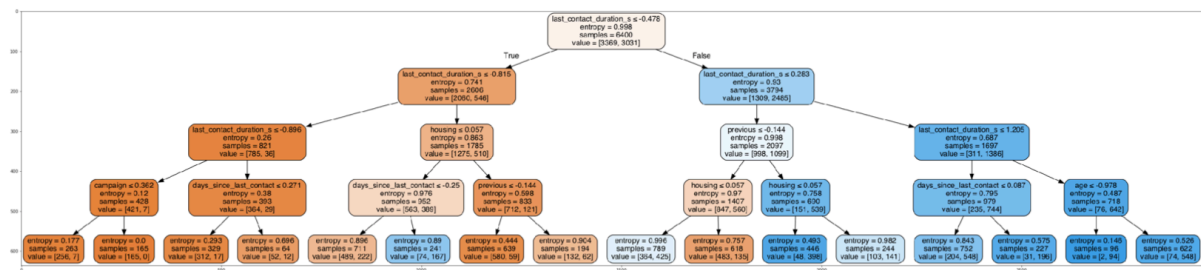 last_contact_duration_s ≤ -0.478
entropy = 0.998
samples = 6400
value = [3369, 3031]
True
False
last_contact_duration_s ≤ -0.815
entropy = 0.741
samples = 2606
value = [2060, 546]
last_contact_duration_s ≤ 0.283
entropy = 0.93
samples = 3794
value = [1309, 2485]
last_contact_duration_s ≤ -0.896
entropy = 0.26
samples = 821
value = [785, 36]
housing ≤ 0.057
entropy = 0.863
samples = 1785
value = [1275, 510]
previous ≤ -0.144
entropy = 0.998
samples = 2097
value = [998, 1099]
last_contact_duration_s ≤ 1.205
entropy = 0.687
samples = 1697
value = [311, 1386]
campaign ≤ 0.362
entropy = 0.12
samples = 428
value = [421, 7]
days_since_last_contact ≤ 0.271
entropy = 0.38
samples = 393
value = [364, 29]
days_since_last_contact ≤ -0.25
entropy = 0.976
samples = 952
value = [563, 389]
previous ≤ -0.144
entropy = 0.598
samples = 833
value = [712, 121]
housing ≤ 0.057
entropy = 0.97
samples = 1407
value = [847, 560]
housing ≤ 0.057
entropy = 0.758
samples = 690
value = [151, 539]
days_since_last_contact ≤ 0.087
entropy = 0.795
samples = 979
value = [235, 744]
age ≤ -0.978
entropy = 0.487
samples = 718
value = [76, 642]
entropy = 0.177
samples = 263
value = [256, 7]
entropy = 0.0
samples = 165
value = [165, 0]
entropy = 0.293
samples = 329
value = [312, 17]
entropy = 0.696
samples = 64
value = [52, 12]
entropy = 0.896
samples = 711
value = [489, 222]
entropy = 0.89
samples = 241
value = [74, 167]
entropy = 0.444
samples = 639
value = [580, 59]
entropy = 0.904
samples = 194
value = [132, 62]
entropy = 0.996
samples = 789
value = [364, 425]
entropy = 0.757
samples = 618
value = [483, 135]
entropy = 0.493
samples = 446
value = [48, 398]
entropy = 0.982
samples = 244
value = [103, 141]
entropy = 0.843
samples = 752
value = [204, 548]
entropy = 0.575
samples = 227
value = [31, 196]
entropy = 0.146
samples = 96
value = [2, 94]
entropy = 0.526
samples = 622
value = [74, 548]